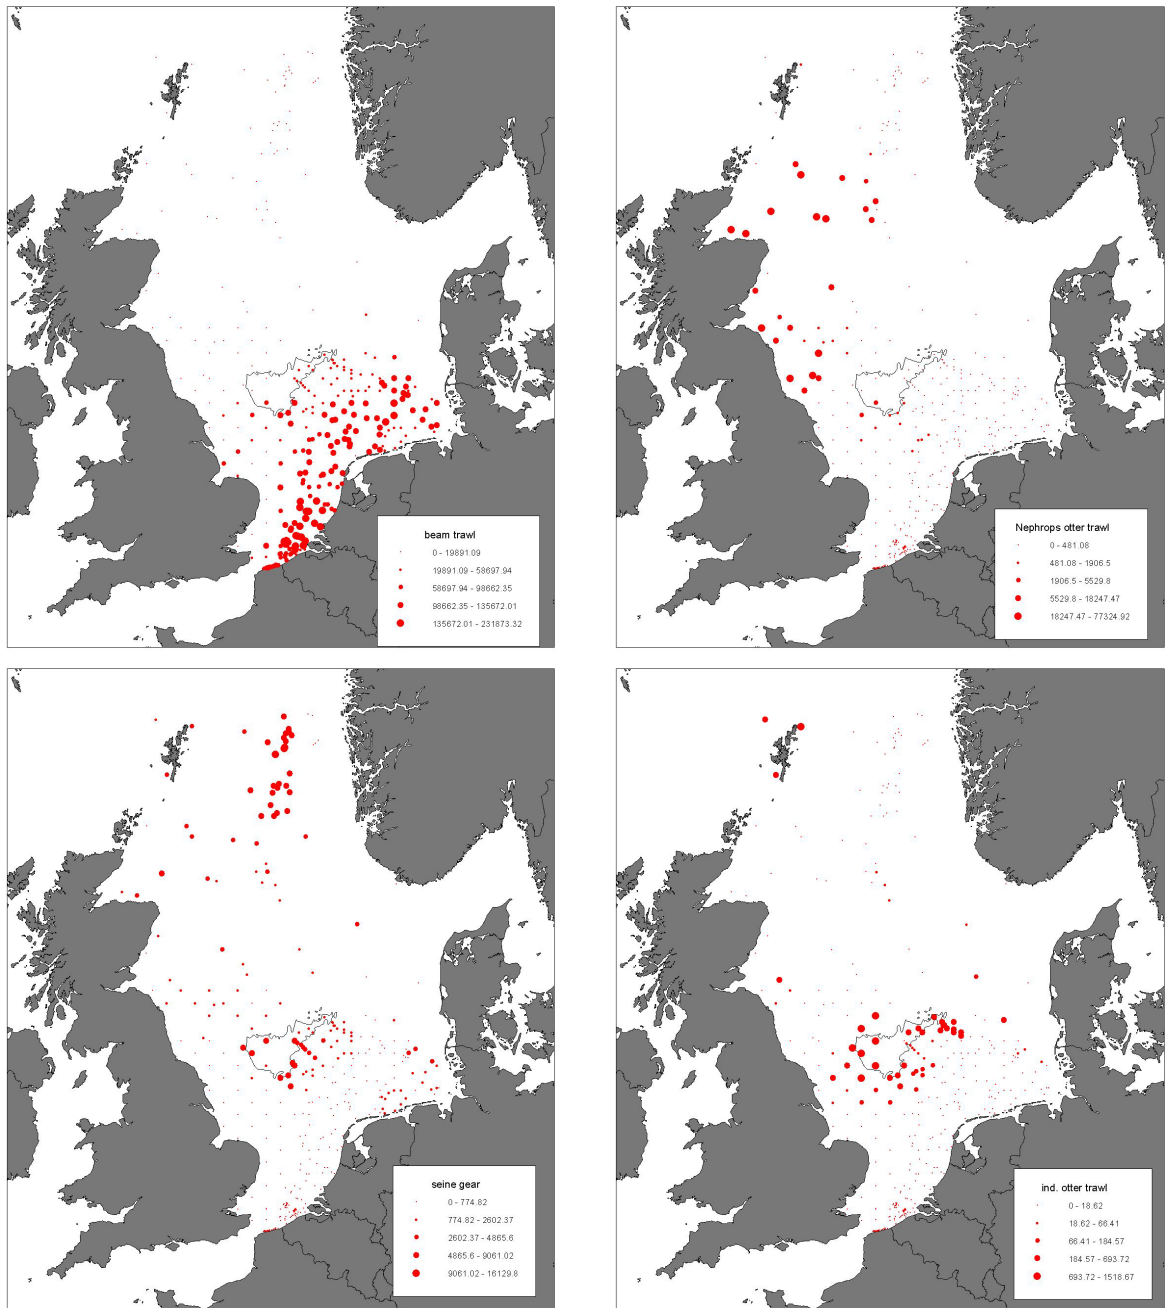 beam trawl
0 - 19891.09
19891.09 - 58697.94
58697.94 - 98662.35
98662.35 - 135672.01
135672.01 - 231873.32
Nephrops otter trawl
0 - 481.08
481.08 - 1906.5
1906.5 - 5529.8
5529.8 - 18247.47
18247.47 - 77324.92
seine gear
0 - 774.82
774.82 - 2602.37
2602.37 - 4865.6
4865.6 - 9061.02
9061.02 - 16129.8
ind. otter trawl
0 - 18.62
18.62 - 66.41
66.41 - 184.57
184.57 - 693.72
693.72 - 1518.67